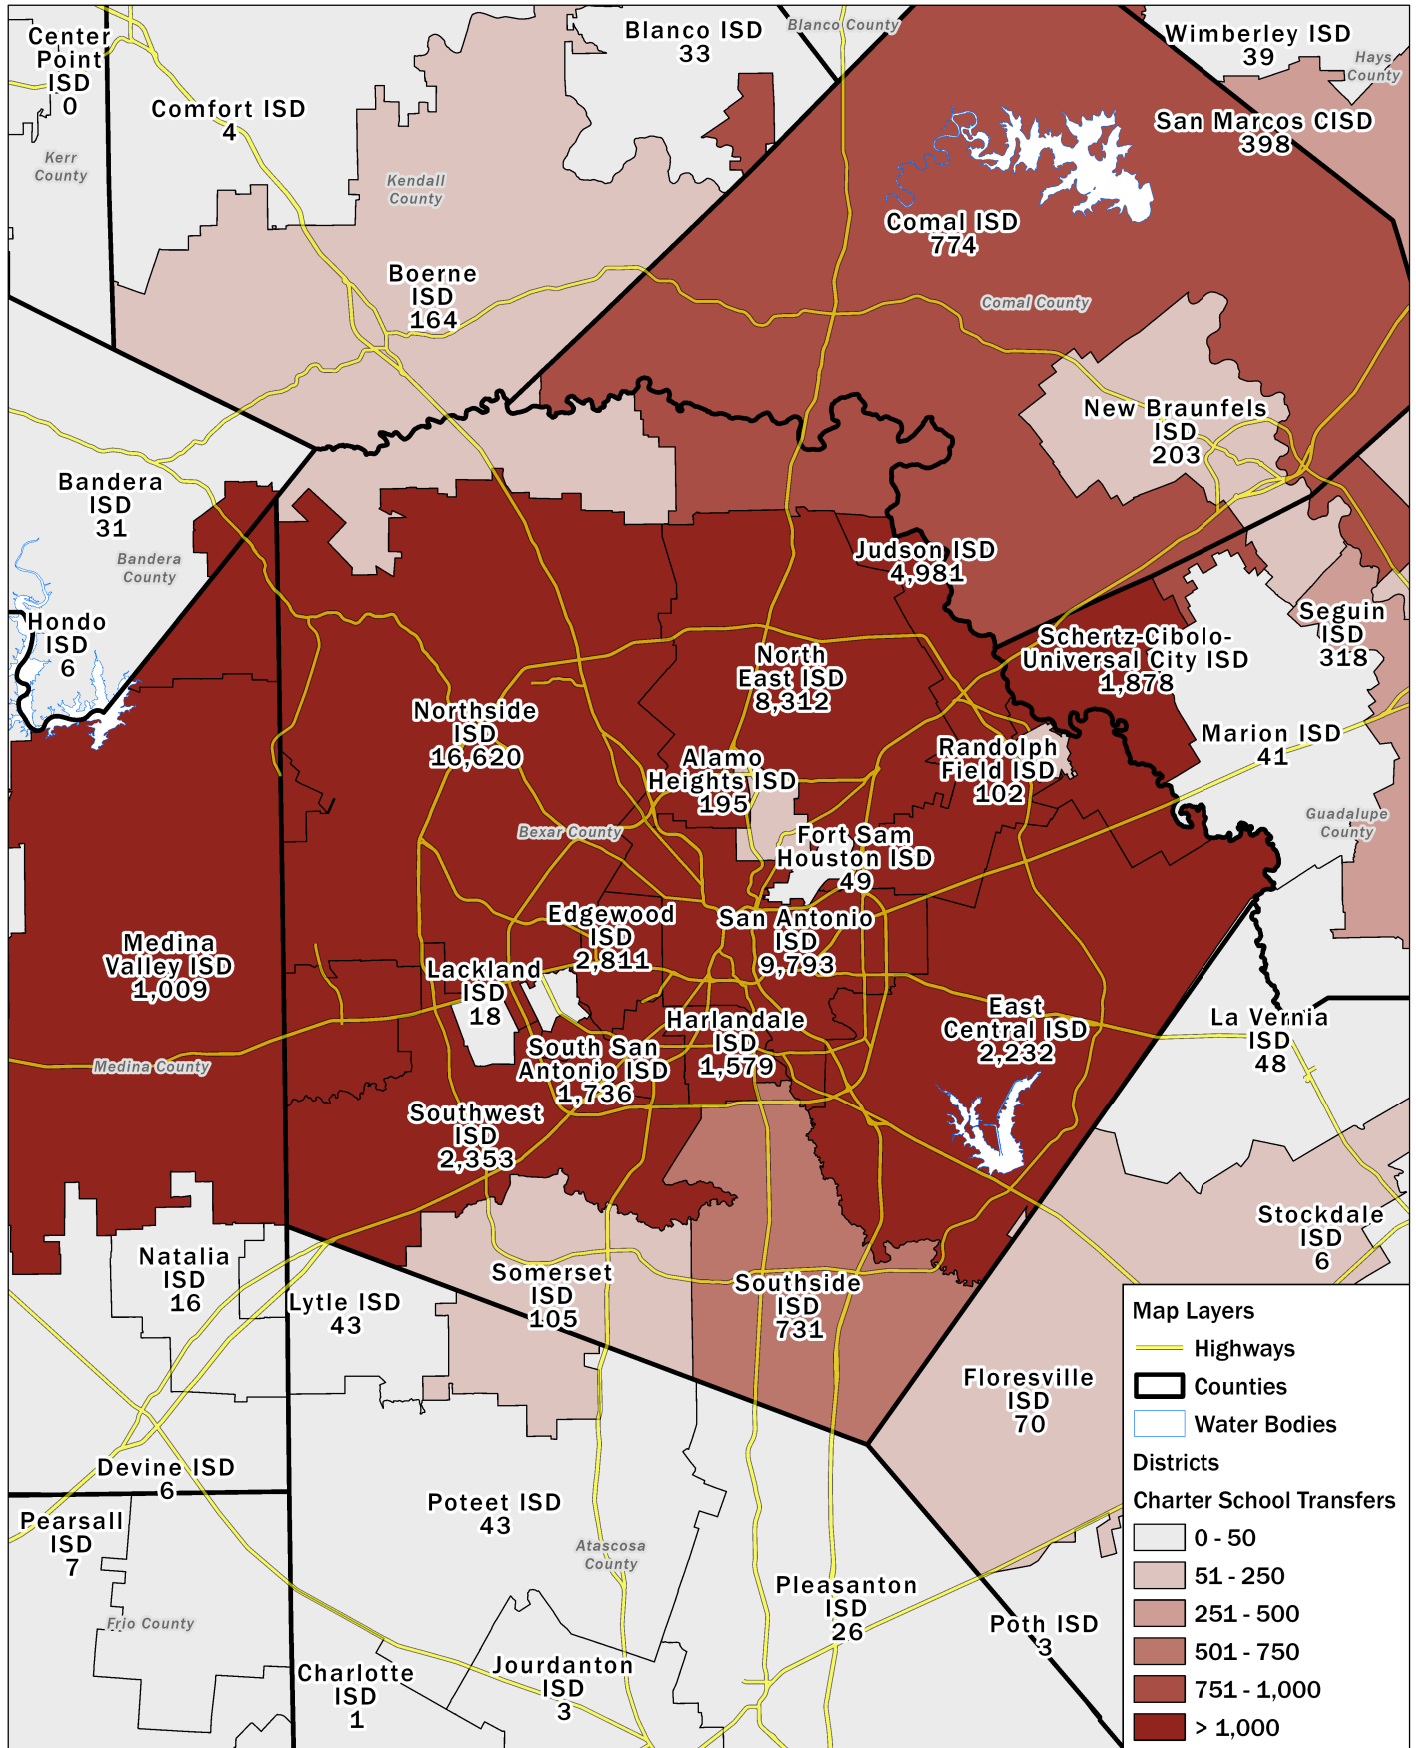 Center
Point
ISD
0
Comfort ISD
4
Blanco ISD
33
Blanco County
Wimberley ISD
39
Hays
County
San Marcos CISD
398
Kerr
County
Kendall
County
Comal ISD
774
Boerne
ISD
164
Comal County
New Braunfels
ISD
203
Bandera
ISD
31
Bandera
County
Judson ISD
4,981
Hondo
ISD
6
Seguin
ISD
318
Schertz-Cibolo-
Universal City ISD
1,878
North
East ISD
8,312
Northside
ISD
16,620
Marion ISD
41
Randolph
Field ISD
102
Alamo
Heights ISD
195
Bexar County
Fort Sam
Houston ISD
49
Guadalupe
County
Edgewood
ISD
2,811
San Antonio
ISD
9,793
Medina
Valley ISD
1,009
Lackland
ISD
18
East
Central ISD
2,232
Harlandale
ISD
1,579
La Vernia
ISD
48
South San
Antonio ISD
1,736
Medina County
Southwest
ISD
2,353
Stockdale
ISD
6
Natalia
ISD
16
Somerset
ISD
105
Southside
ISD
731
Lytle ISD
43
Floresville
ISD
70
Devine ISD
6
Poteet ISD
43
Pearsall
ISD
7
Atascosa
County
Pleasanton
ISD
26
Poth ISD
3
Frio County
Charlotte
ISD
1
Jourdanton
ISD
3
Map Layers
Highways
Counties
Water Bodies
Districts
Charter School Transfers
0 - 50
51 - 250
251 - 500
501 - 750
751 - 1,000
> 1,000